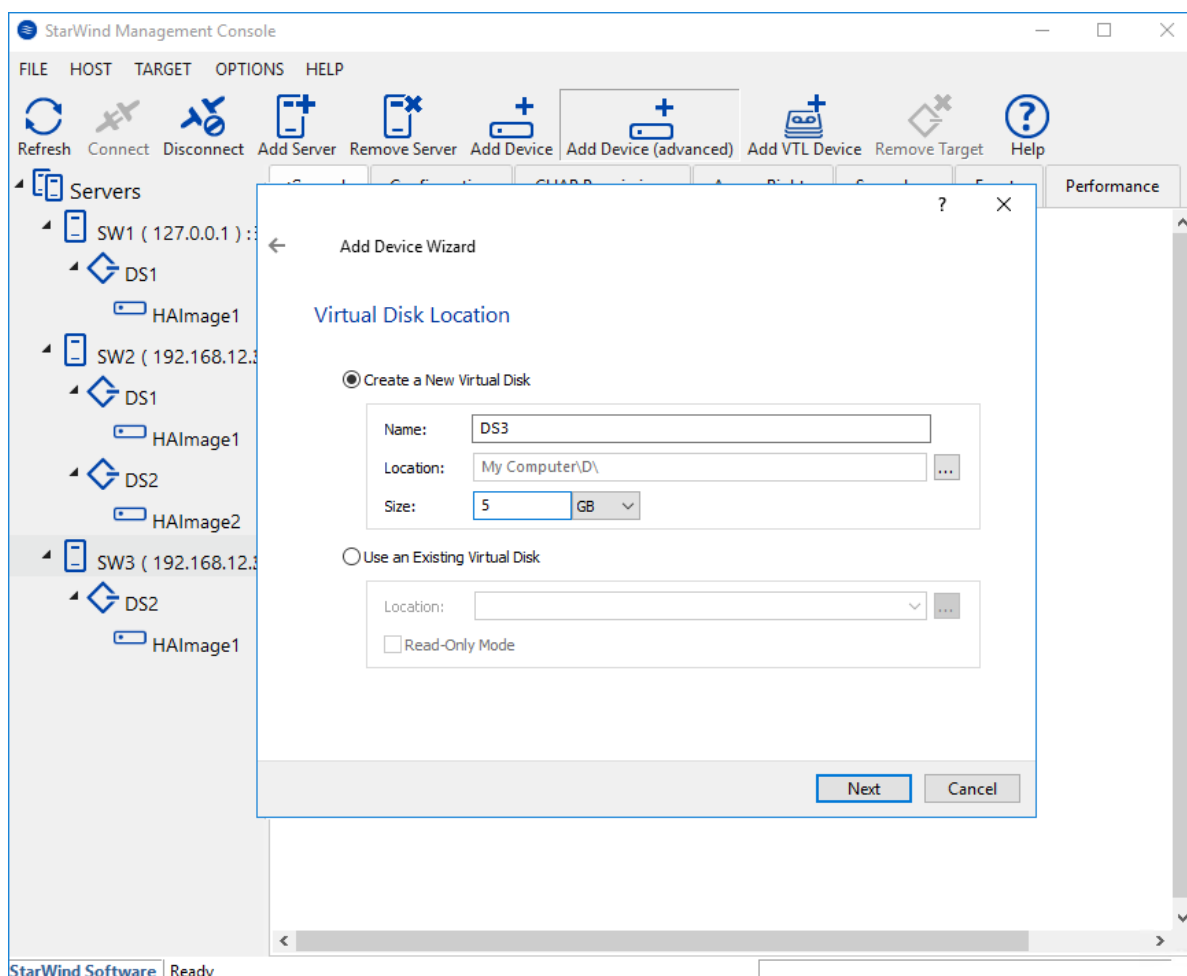 StarWind Management Console
FILE HOST TARGET OPTIONS HELP
Refresh Connect Disconnect Add Server Remove Server Add Device Add Device (advanced) Add VTL Device Remove Target Help
Servers
Performance
SW1 ( 127.0.0.1 ) :
DS1
HAImage1
SW2 ( 192.168.12.
DS1
HAImage1
DS2
HAImage2
SW3 ( 192.168.12.
DS2
HAImage1
?
Add Device Wizard
Virtual Disk Location
Create a New Virtual Disk
Name: DS3
Location: My Computer\D\ ...
Size: 5 GB
Use an Existing Virtual Disk
Location: ...
Read-Only Mode
Next Cancel
StarWind Software Ready